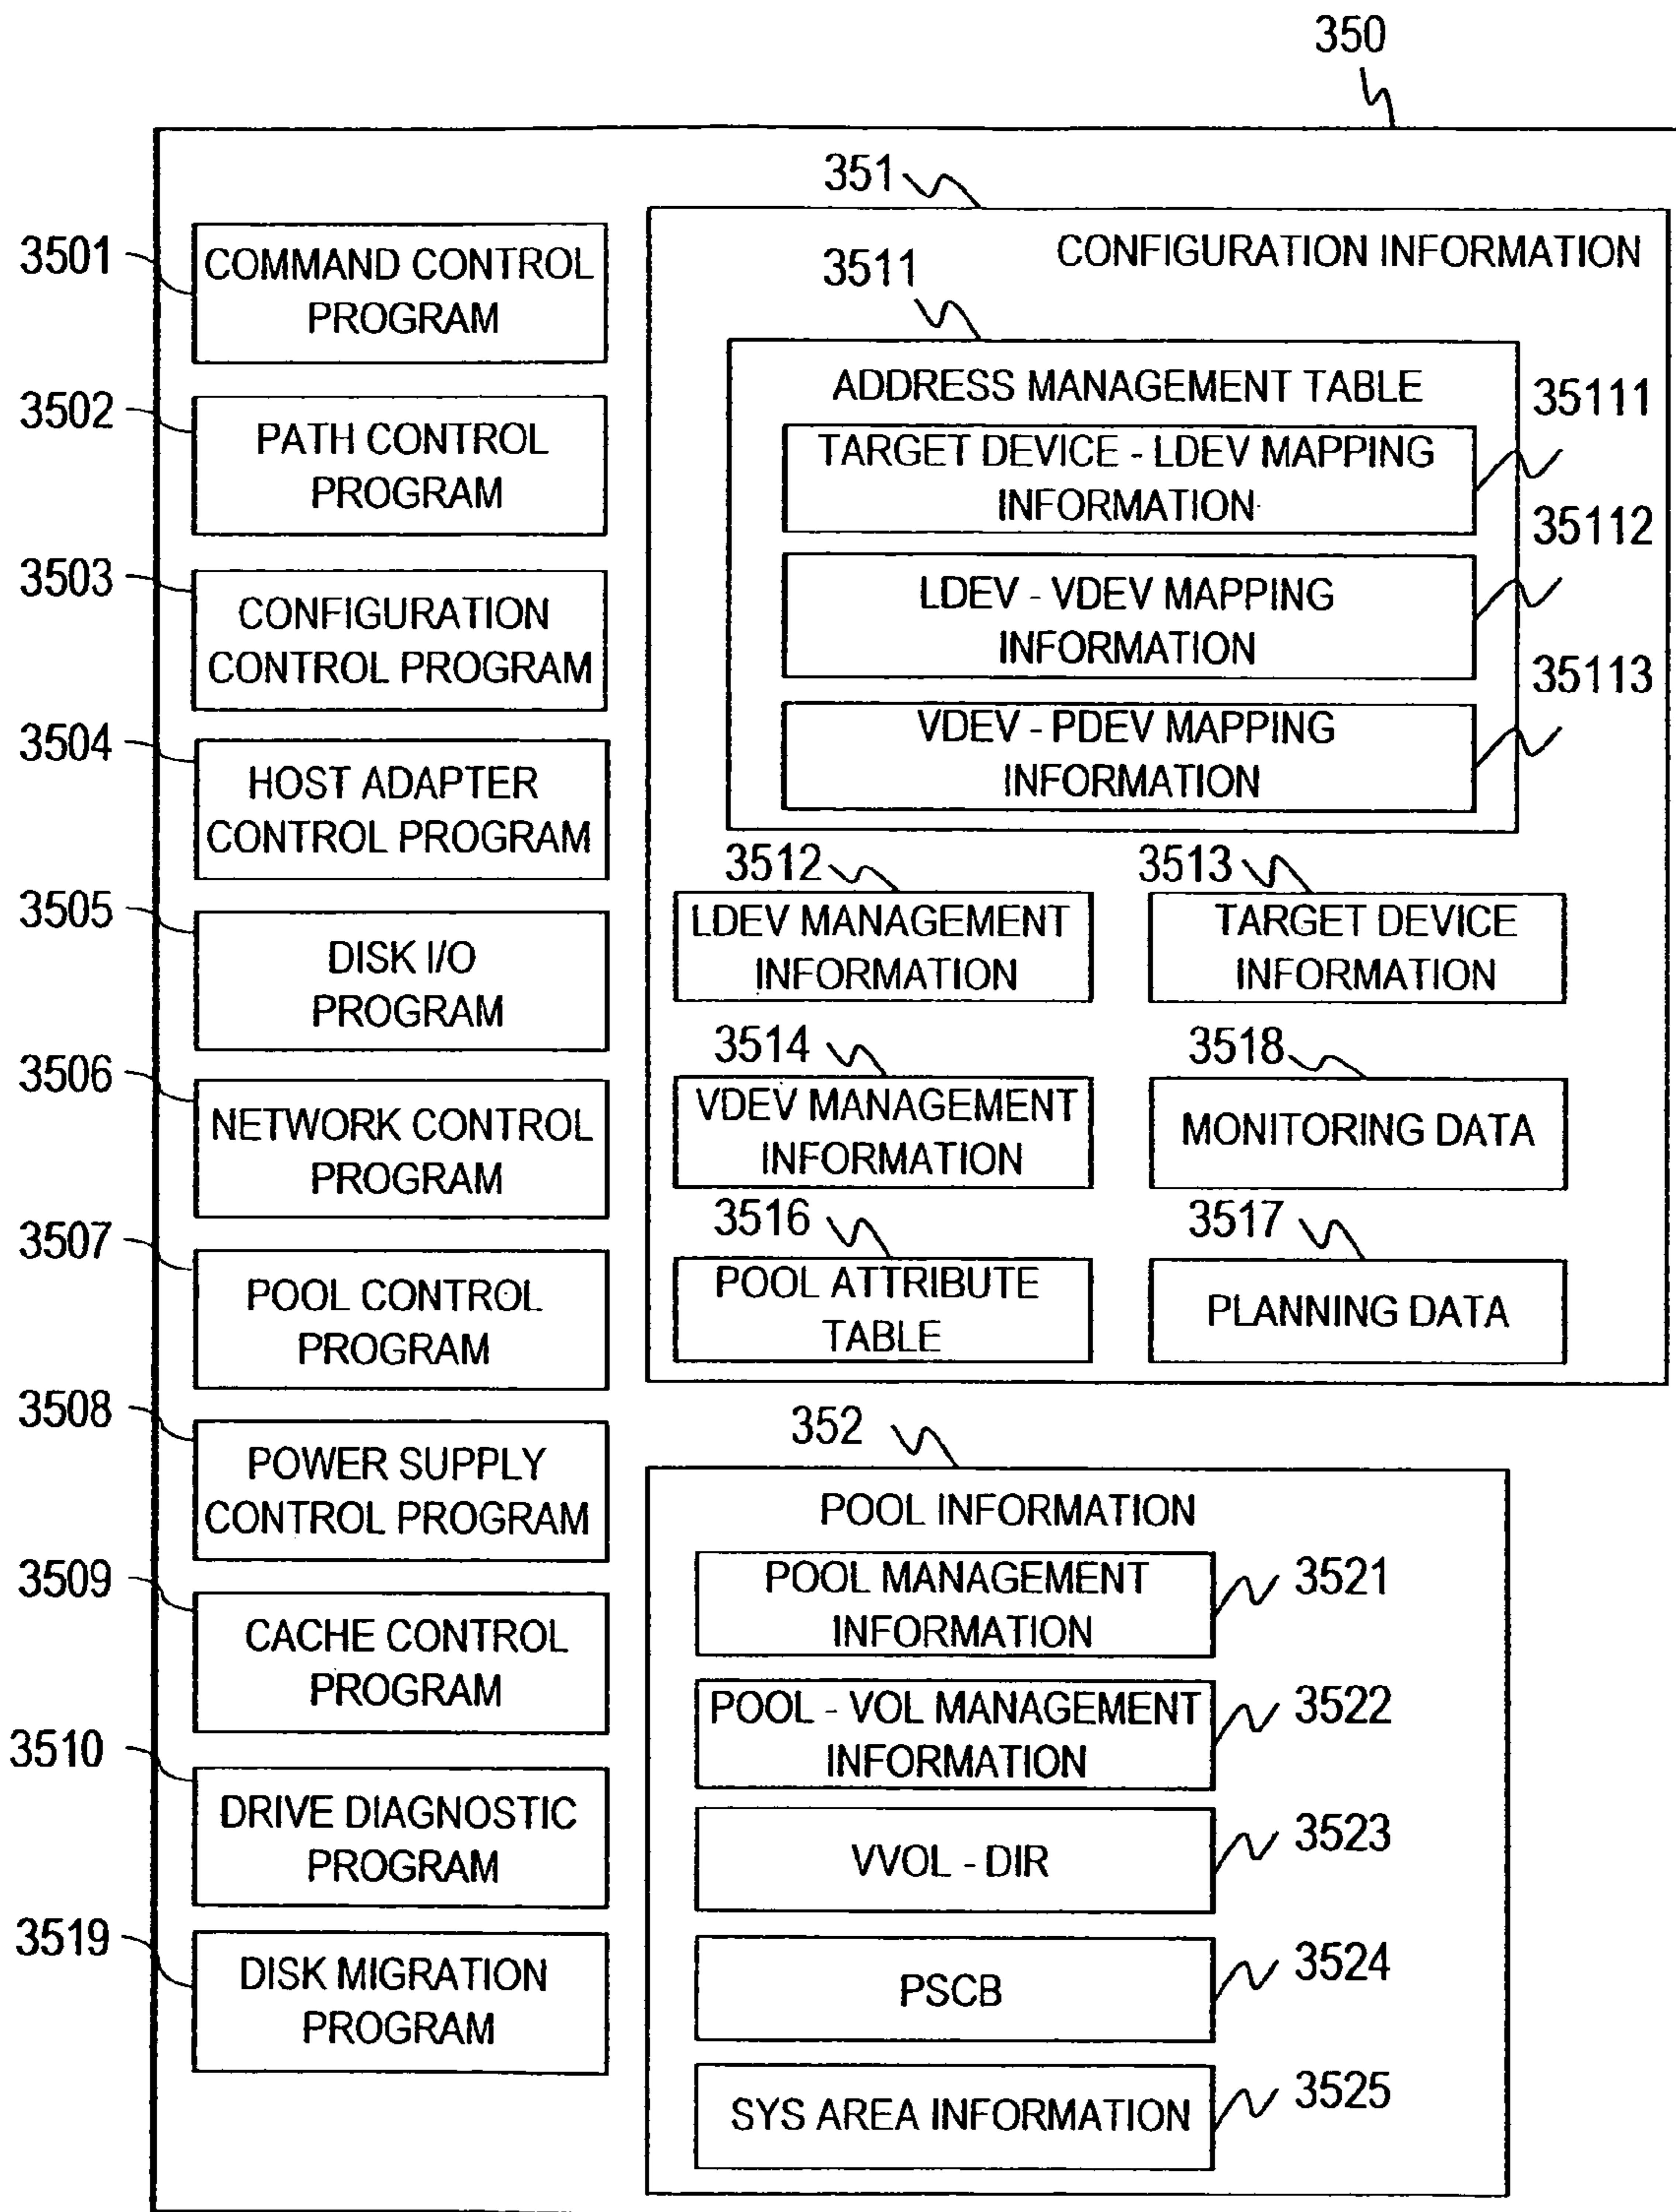 350
3501
COMMAND CONTROL
PROGRAM
3502
PATH CONTROL
PROGRAM
3503
CONFIGURATION
CONTROL PROGRAM
3504
HOST ADAPTER
CONTROL PROGRAM
3505
DISK I/O
PROGRAM
3506
NETWORK CONTROL
PROGRAM
3507
POOL CONTROL
PROGRAM
3508
POWER SUPPLY
CONTROL PROGRAM
3509
CACHE CONTROL
PROGRAM
3510
DRIVE DIAGNOSTIC
PROGRAM
3519
DISK MIGRATION
PROGRAM
351
CONFIGURATION INFORMATION
3511
ADDRESS MANAGEMENT TABLE
35111
TARGET DEVICE - LDEV MAPPING
INFORMATION
35112
LDEV - VDEV MAPPING
INFORMATION
35113
VDEV - PDEV MAPPING
INFORMATION
3512
LDEV MANAGEMENT
INFORMATION
3513
TARGET DEVICE
INFORMATION
3514
VDEV MANAGEMENT
INFORMATION
3518
MONITORING DATA
3516
POOL ATTRIBUTE
TABLE
3517
PLANNING DATA
352
POOL INFORMATION
POOL MANAGEMENT
INFORMATION
3521
POOL - VOL MANAGEMENT
INFORMATION
3522
VVOL - DIR
3523
PSCB
3524
SYS AREA INFORMATION
3525